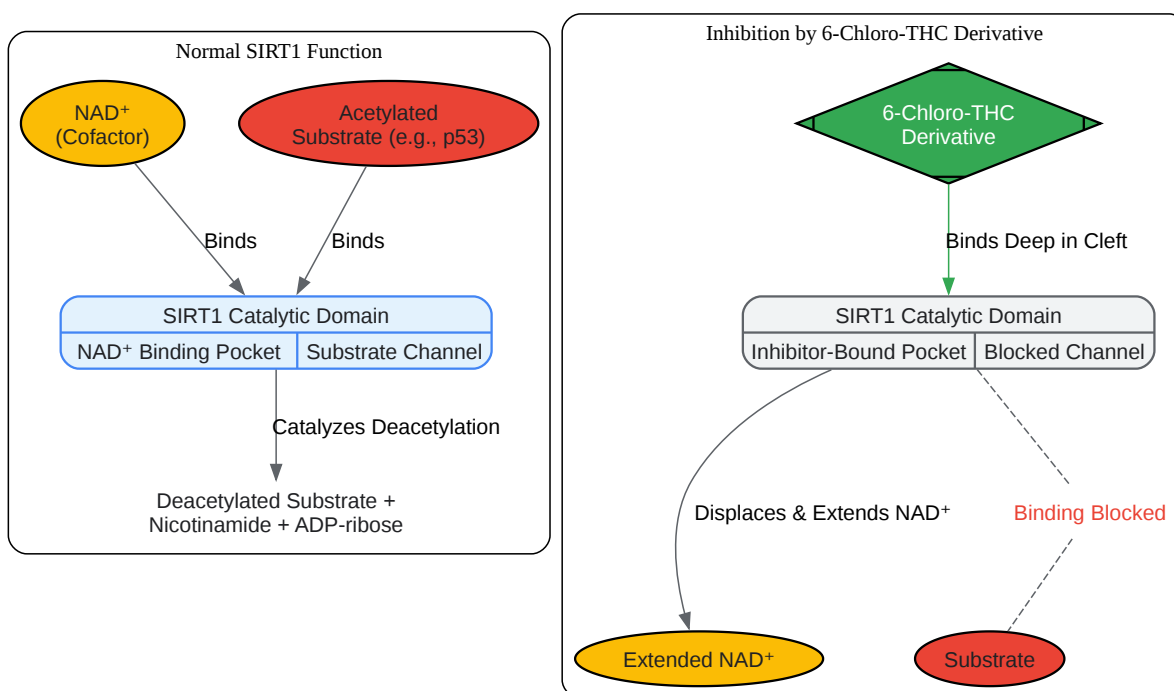 Normal SIRT1 Function
NAD⁺
(Cofactor)
Acetylated
Substrate (e.g., p53)
Binds
Binds
SIRT1 Catalytic Domain
NAD⁺ Binding Pocket
Substrate Channel
Catalyzes Deacetylation
Deacetylated Substrate +
Nicotinamide + ADP-ribose
Inhibition by 6-Chloro-THC Derivative
6-Chloro-THC
Derivative
Binds Deep in Cleft
SIRT1 Catalytic Domain
Inhibitor-Bound Pocket
Blocked Channel
Displaces & Extends NAD⁺
Binding Blocked
Extended NAD⁺
Substrate